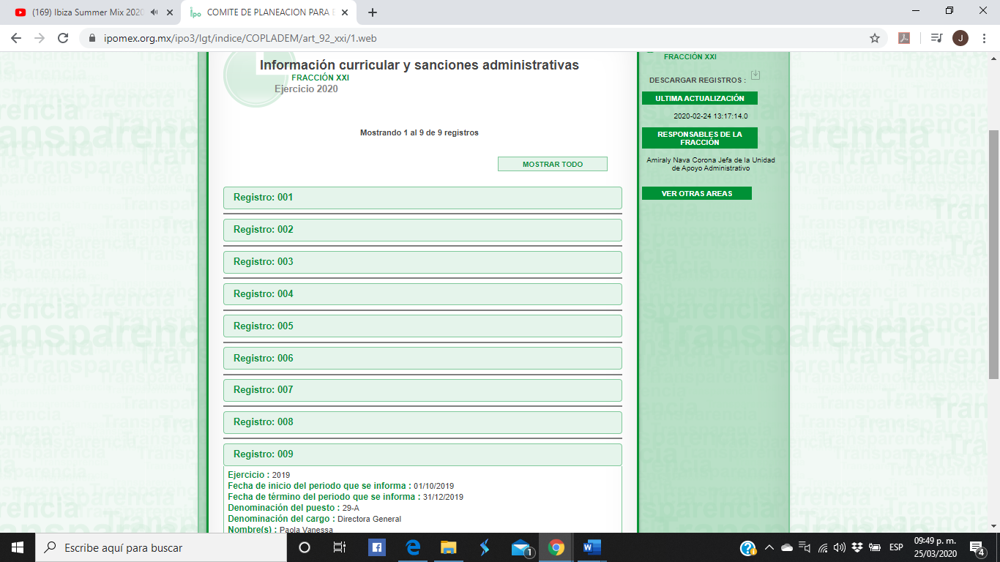 (169) Ibiza Summer Mix 2020
COMITE DE PLANEACION PARA E
ipomex.org.mx/ipo3/lgt/indice/COPLADEM/art_92_xxi/1.web
J
Información curricular y sanciones administrativas
FRACCIÓN XXI
Ejercicio 2020
Mostrando 1 al 9 de 9 registros
MOSTRAR TODO
Registro: 001
Registro: 002
Registro: 003
Registro: 004
Registro: 005
Registro: 006
Registro: 007
Registro: 008
Registro: 009
Ejercicio : 2019
Fecha de inicio del periodo que se informa : 01/10/2019
Fecha de término del periodo que se informa : 31/12/2019
Denominación del puesto : 29-A
Denominación del cargo : Directora General
Nombre(s) : Paola Vanessa
FRACCIÓN XXI
DESCARGAR REGISTROS :
ULTIMA ACTUALIZACIÓN
2020-02-24 13:17:14.0
RESPONSABLES DE LA
FRACCIÓN
Amiraly Nava Corona Jefa de la Unidad
de Apoyo Administrativo
VER OTRAS AREAS
Transparencia
Escribe aquí para buscar
1
ESP
09:49 p. m.
25/03/2020
4